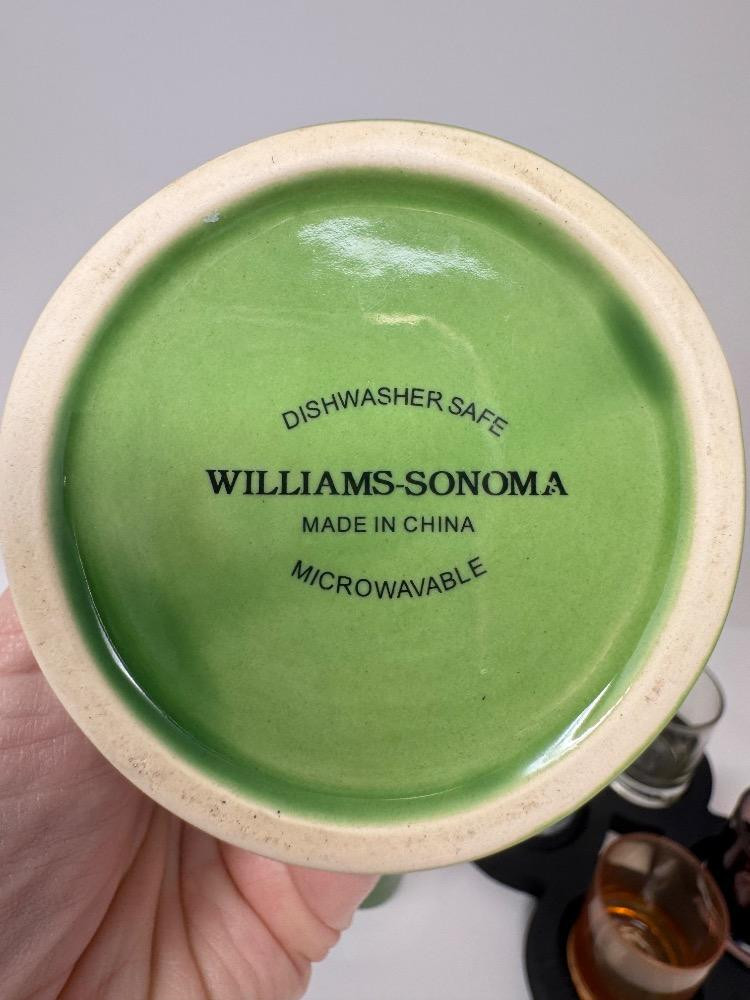 DISHWASHER SAFE
WILLIAMS-SONOMA
MADE IN CHINA
MICROWAVABLE